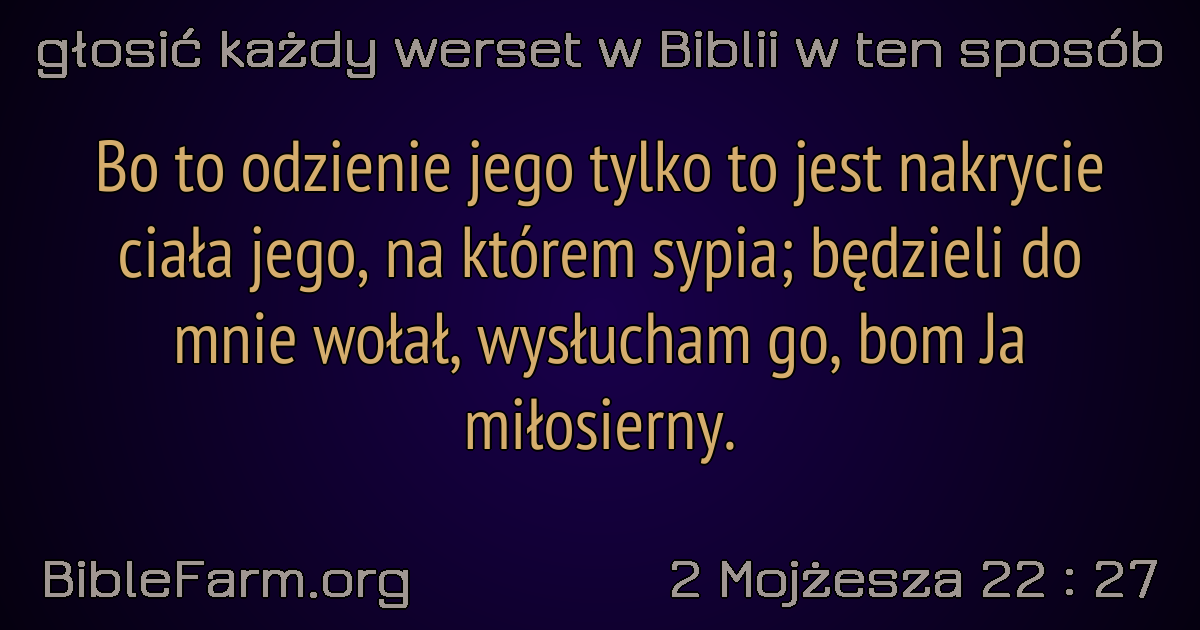 głosić każdy werset w Biblii w ten sposób
Bo to odzienie jego tylko to jest nakrycie
ciała jego, na którem sypia; będzieli do
mnie wołał, wysłucham go, bom Ja
miłosierny.
BibleFarm.org
2 Mojżesza 22 : 27